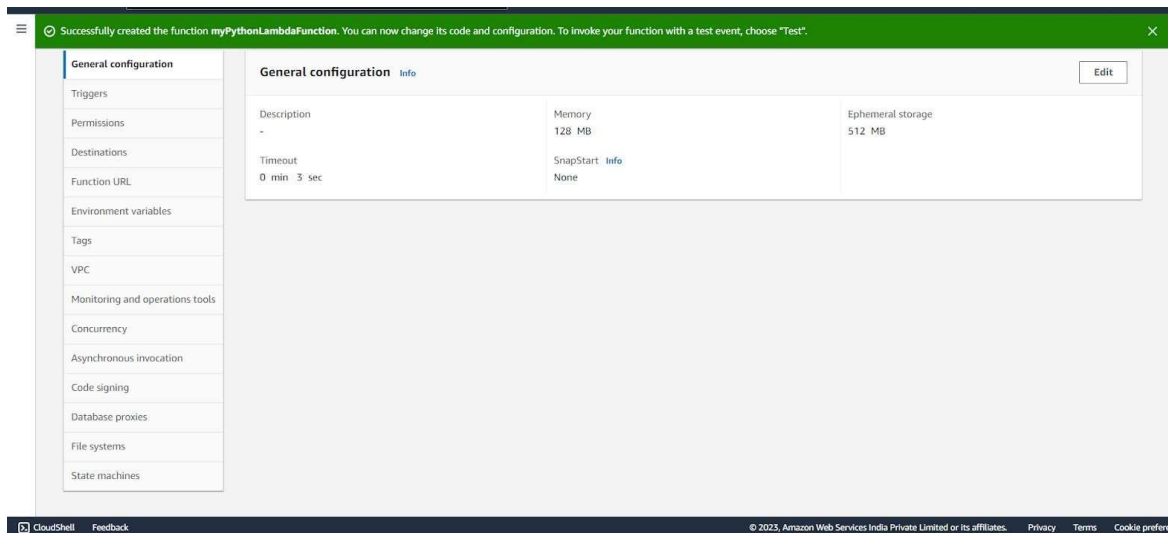 Successfully created the function myPythonLambdaFunction. You can now change its code and configuration. To invoke your function with a test event, choose "Test".
General configuration
Triggers
Permissions
Destinations
Function URL
Environment variables
Tags
VPC
Monitoring and operations tools
Concurrency
Asynchronous invocation
Code signing
Database proxies
File systems
State machines
General configuration Info
Edit
Description
-
Memory
128 MB
Ephemeral storage
512 MB
Timeout
0 min 3 sec
SnapStart Info
None
CloudShell Feedback © 2023, Amazon Web Services India Private Limited or its affiliates. Privacy Terms Cookie prefere